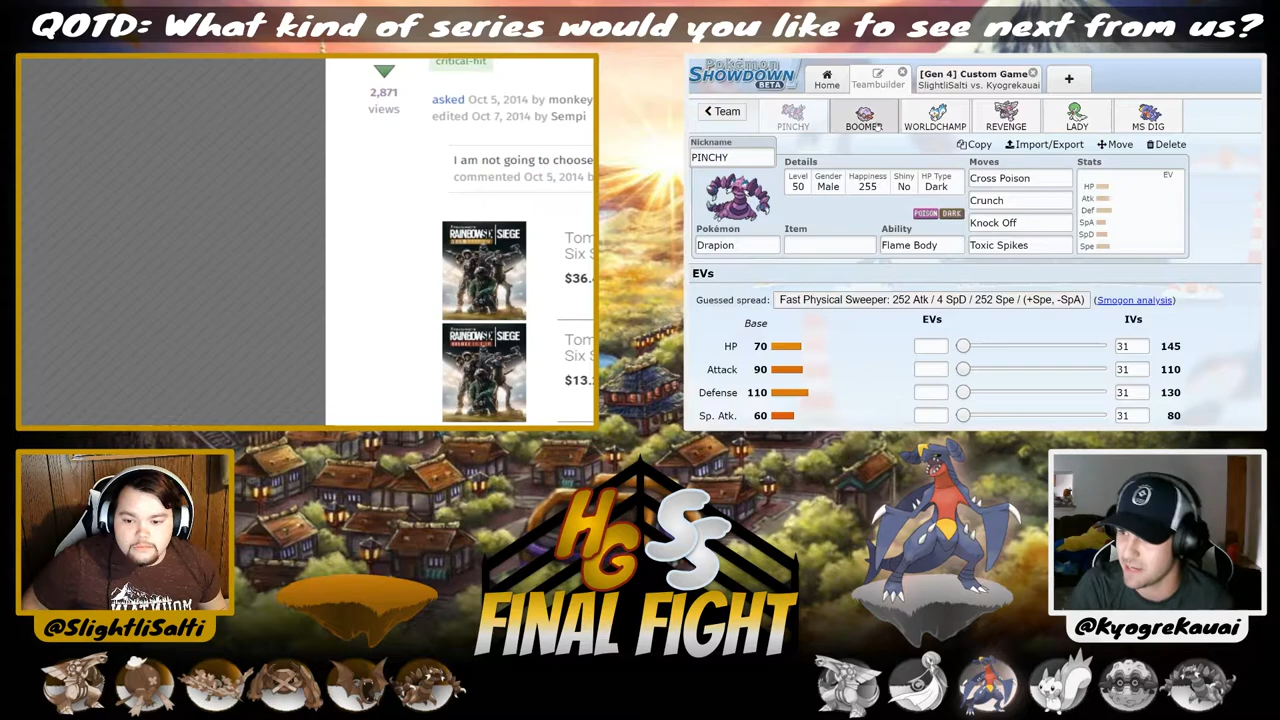 QOTD: What kind of series would you like to see next from us?
critical-hit
2,871
views
asked Oct 5, 2014 by monkey
edited Oct 7, 2014 by Sempi
I am not going to choose
commented Oct 5, 2014 b
RAINBOW SIX SIEGE
Tom
Six S
$36.
RAINBOW SIX SIEGE
Tom
Six S
$13.
Pokémon
SHOWDOWN
BETA
Home
Teambuilder
[Gen 4] Custom Game
SlightliSalti vs. Kyogrekauai
+
Team
PINCHY
BOOMER
WORLDCHAMP
REVENGE
LADY
MS DIG
Copy
Import/Export
Move
Delete
Nickname
PINCHY
Details
Level
50
Gender
Male
Happiness
255
Shiny
No
HP Type
Dark
POISON
DARK
Pokémon
Drapion
Item
Ability
Flame Body
Moves
Cross Poison
Crunch
Knock Off
Toxic Spikes
Stats
EV
HP
Atk
Def
SpA
SpD
Spe
EVs
Guessed spread: Fast Physical Sweeper: 252 Atk / 4 SpD / 252 Spe / (+Spe, -SpA) (Smogon analysis)
Base EVs IVs
HP 70 31 145
Attack 90 31 110
Defense 110 31 130
Sp. Atk. 60 31 80
HG SS
FINAL FIGHT
@SlightliSalti
@KyogreKauai